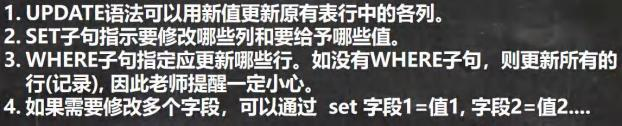 1. UPDATE语法可以用新值更新原有表行中的各列。
2. SET子句指示要修改哪些列和要给予哪些值。
3. WHERE子句指定应更新哪些行。如没有WHERE子句，则更新所有的
行(记录), 因此老师提醒一定小心。
4. 如果需要修改多个字段，可以通过 set 字段1=值1, 字段2=值2....